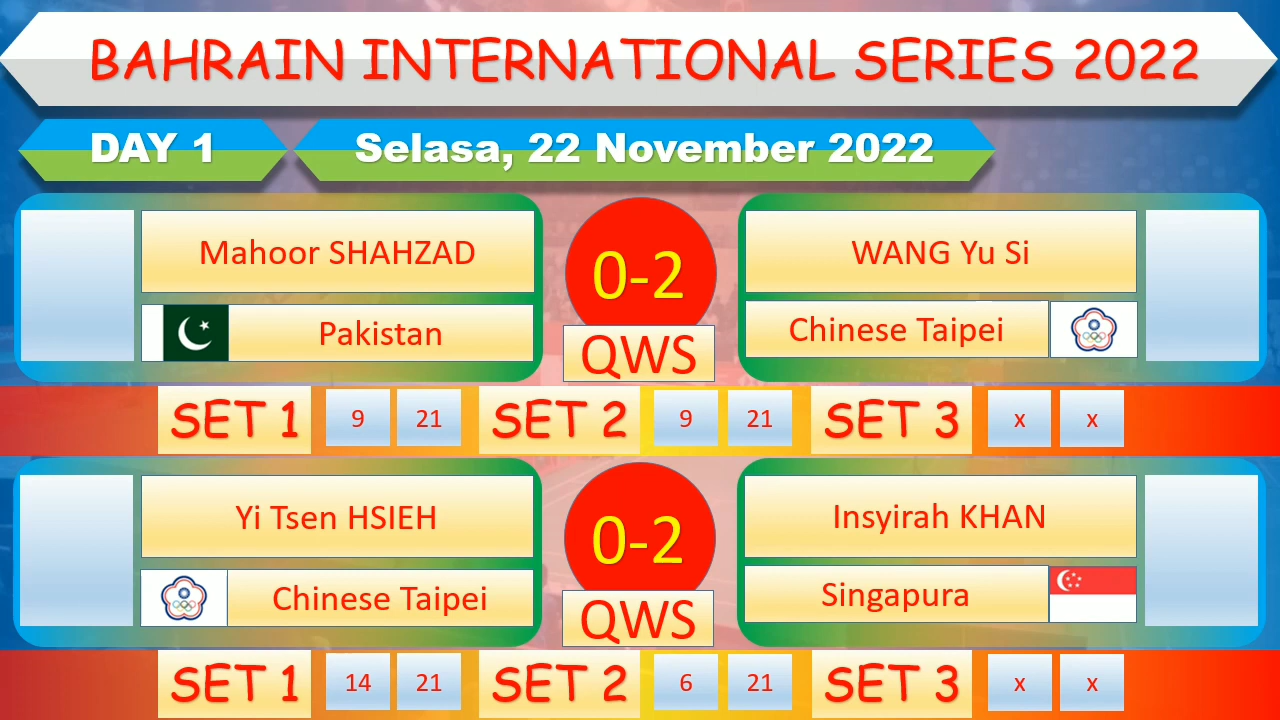 BAHRAIN INTERNATIONAL SERIES 2022
DAY 1
Selasa, 22 November 2022
Mahoor SHAHZAD
0-2
WANG Yu Si
Pakistan
QWS
Chinese Taipei
SET 1 9 21 SET 2 9 21 SET 3 x x
Yi Tsen HSIEH
0-2
Insyirah KHAN
Chinese Taipei
QWS
Singapura
SET 1 14 21 SET 2 6 21 SET 3 x x